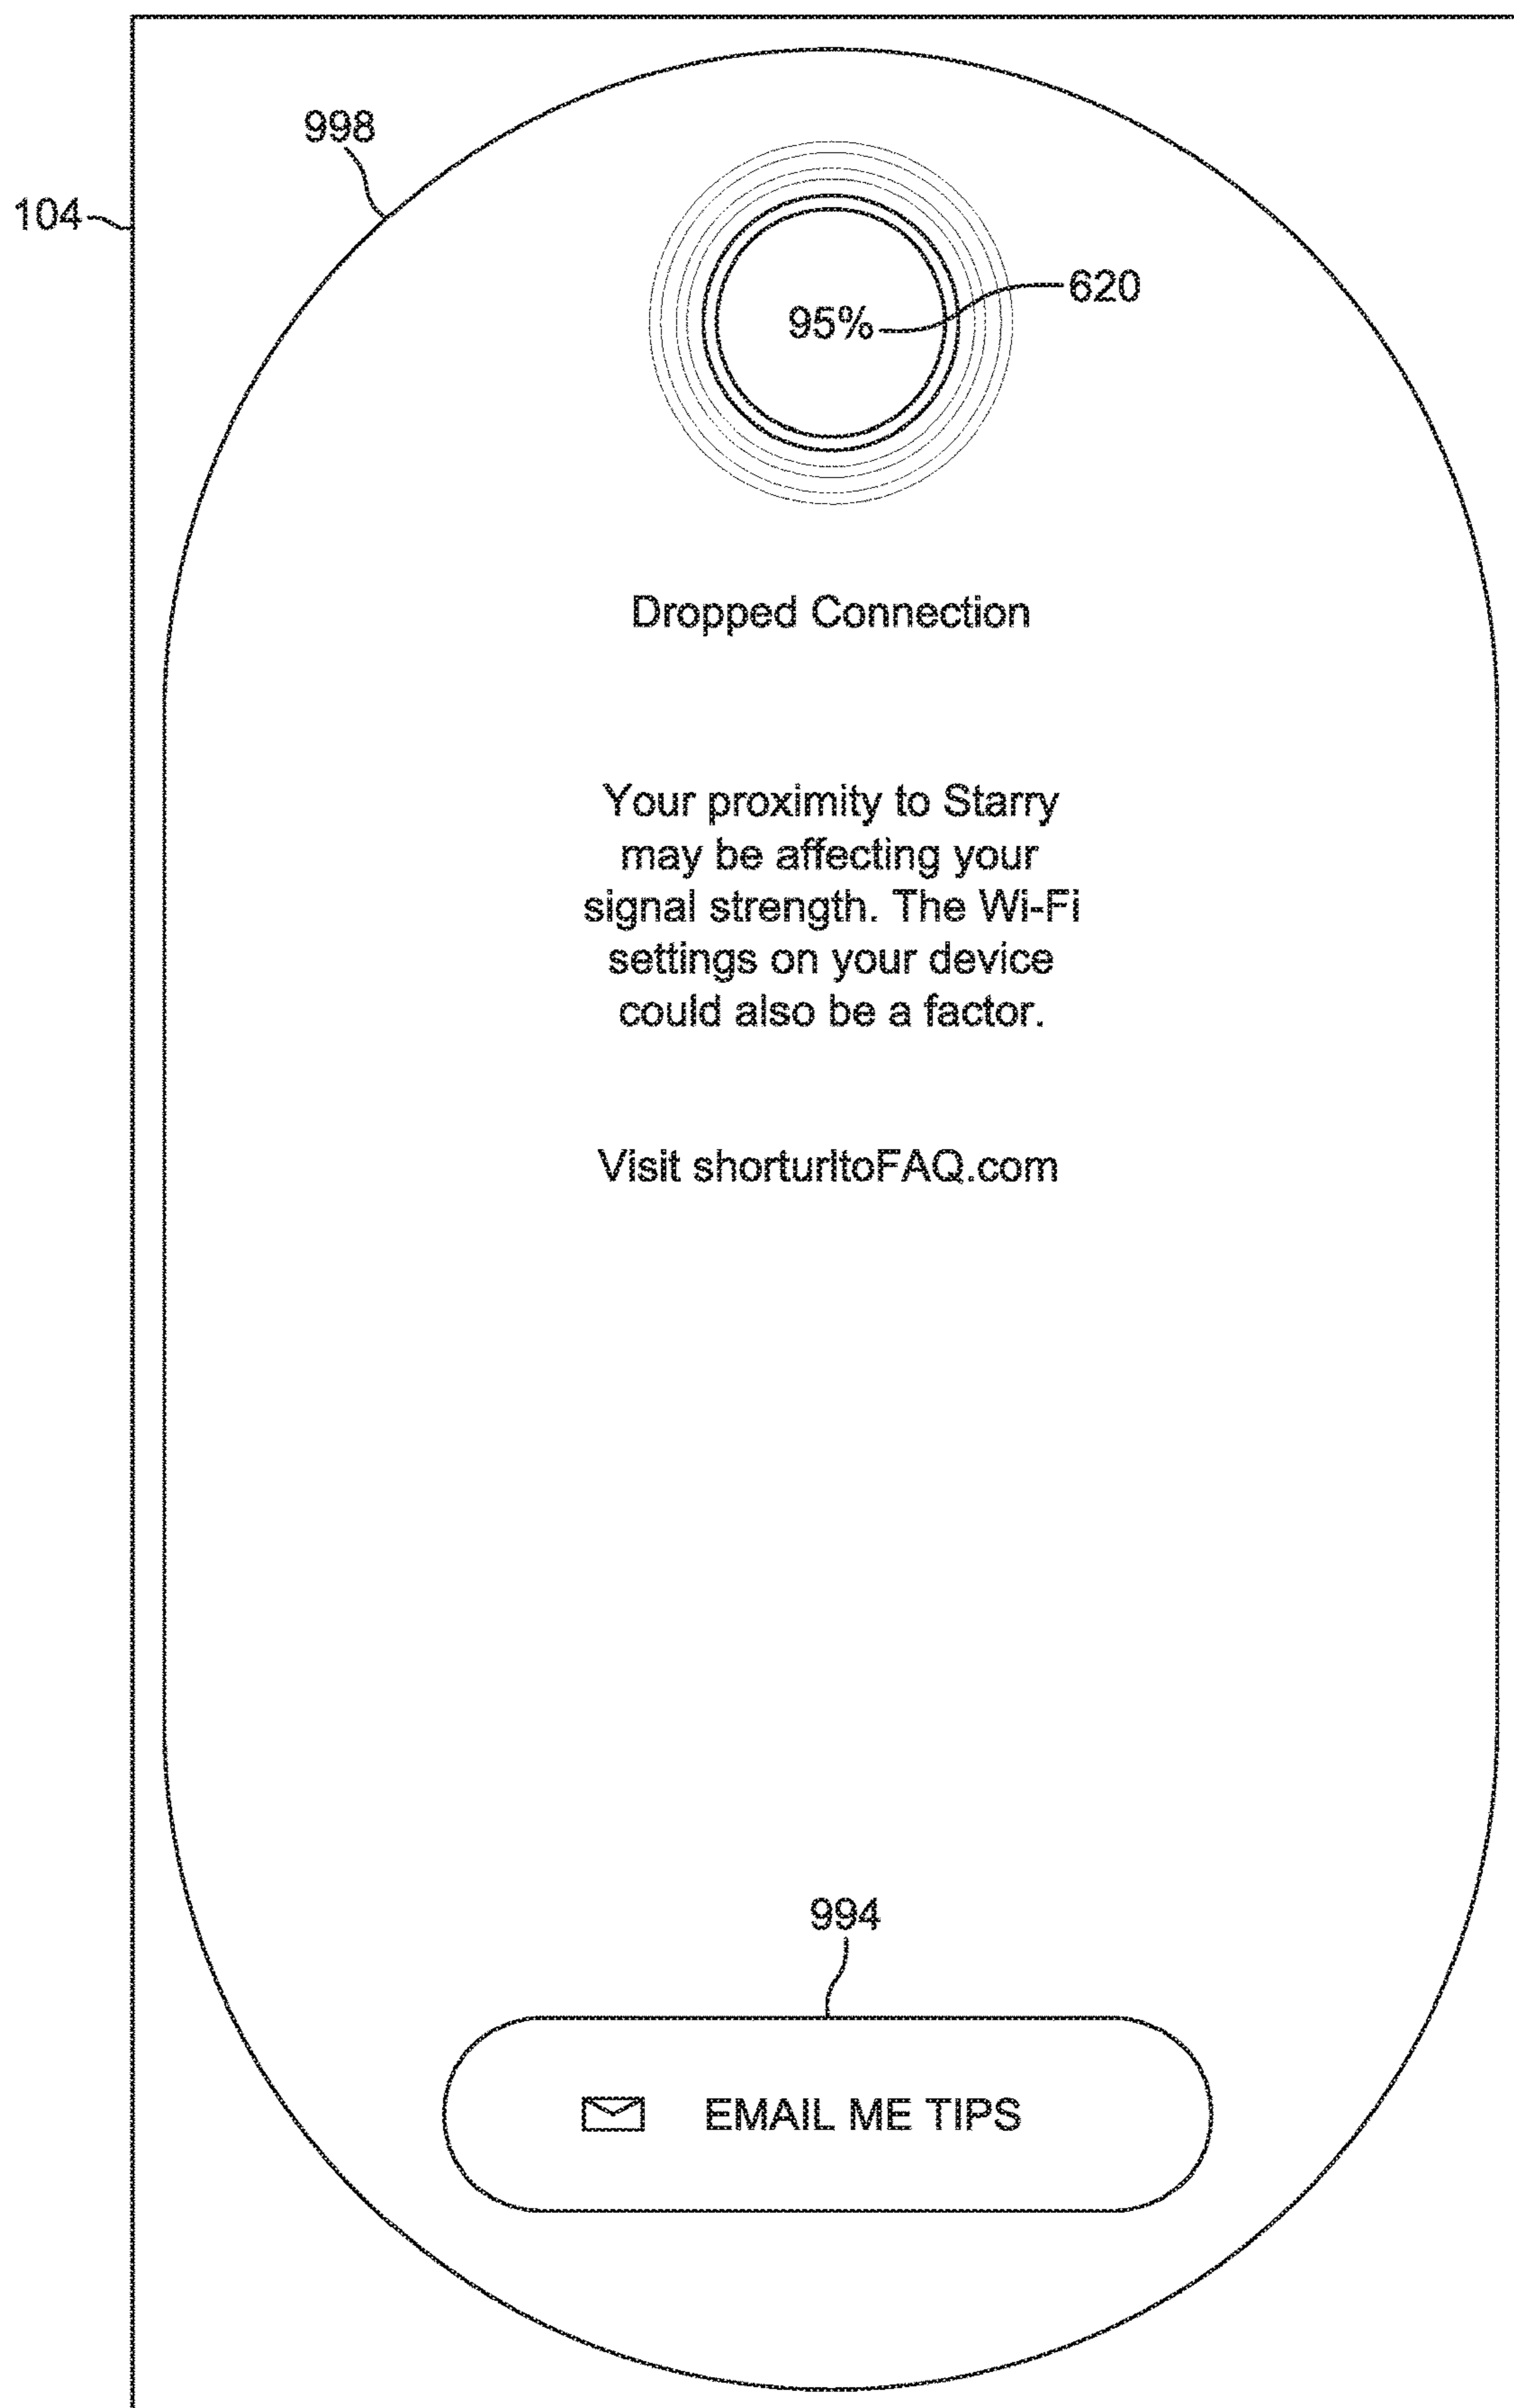 998
104
620
95%
Dropped Connection
Your proximity to Starry
may be affecting your
signal strength. The Wi-Fi
settings on your device
could also be a factor.
Visit shorturltoFAQ.com
994
EMAIL ME TIPS